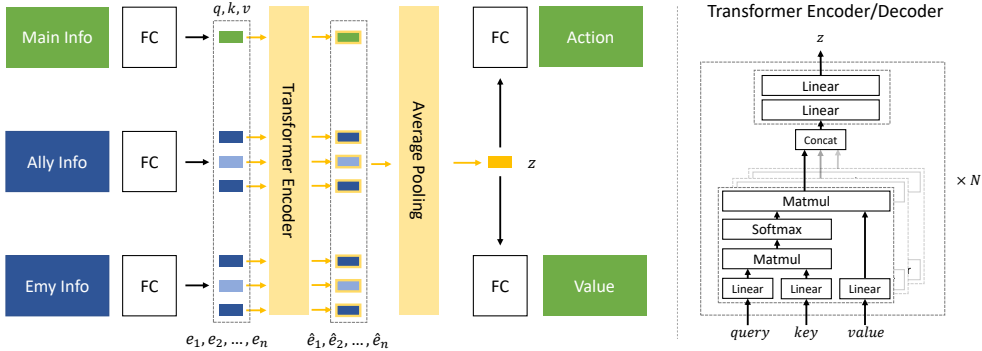 q, k, v
Main Info
FC
FC
Action
Ally Info
FC
Transformer Encoder
Average Pooling
z
Emy Info
FC
FC
Value
e₁, e₂, ..., eₙ
ê₁, ê₂, ..., êₙ
Transformer Encoder/Decoder
z
Linear
Linear
Concat
Matmul
Softmax
Matmul
Linear
Linear
Linear
r
× N
query
key
value